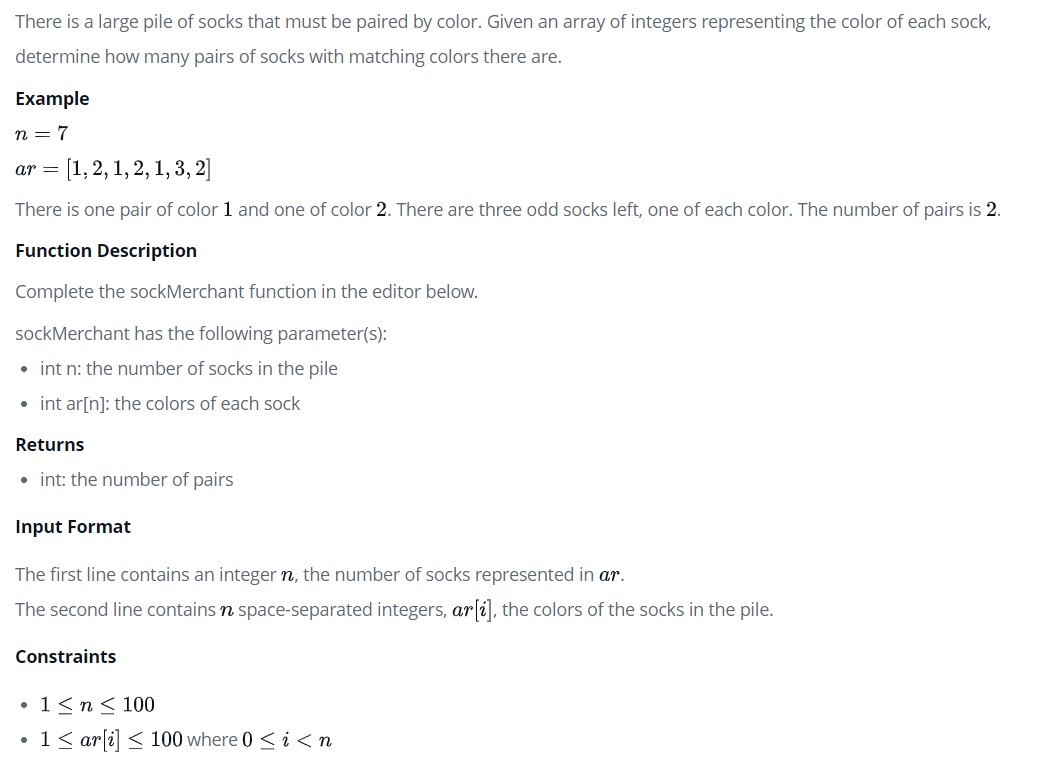 There is a large pile of socks that must be paired by color. Given an array of integers representing the color of each sock,
determine how many pairs of socks with matching colors there are.
Example
n = 7
ar = [1, 2, 1, 2, 1, 3, 2]
There is one pair of color 1 and one of color 2. There are three odd socks left, one of each color. The number of pairs is 2.
Function Description
Complete the sockMerchant function in the editor below.
sockMerchant has the following parameter(s):
• int n: the number of socks in the pile
• int ar[n]: the colors of each sock
Returns
• int: the number of pairs
Input Format
The first line contains an integer n, the number of socks represented in ar.
The second line contains n space-separated integers, ar[i], the colors of the socks in the pile.
Constraints
• 1 ≤ n ≤ 100
• 1 ≤ ar[i] ≤ 100 where 0 ≤ i < n